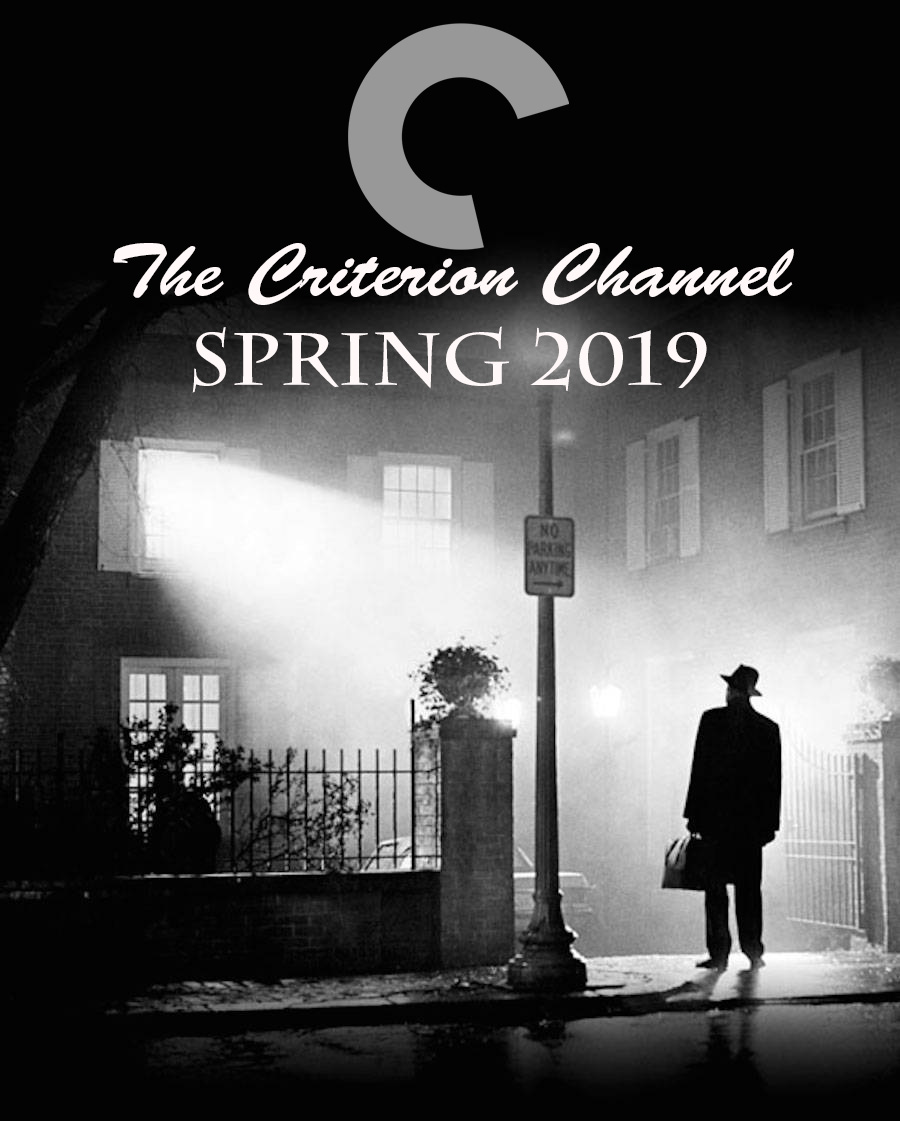 The Criterion Channel
SPRING 2019
NO
PARKING
ANYTIME